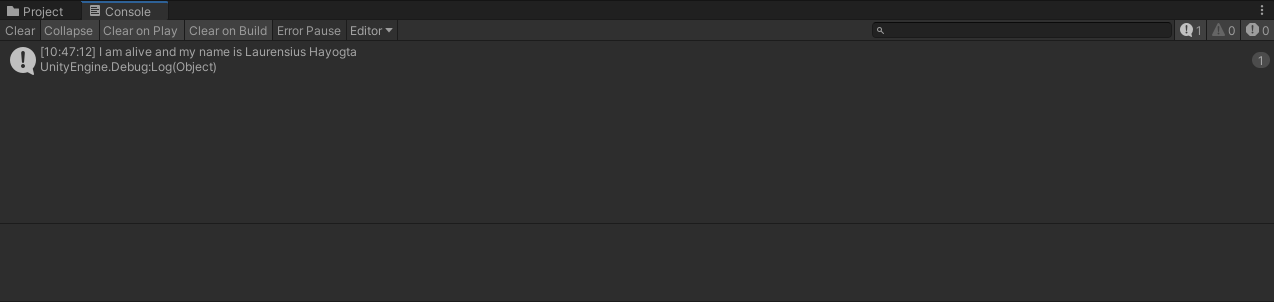 Project Console
Clear Collapse Clear on Play Clear on Build Error Pause Editor 1 0 0
[10:47:12] I am alive and my name is Laurensius Hayogta
UnityEngine.Debug:Log(Object)
1